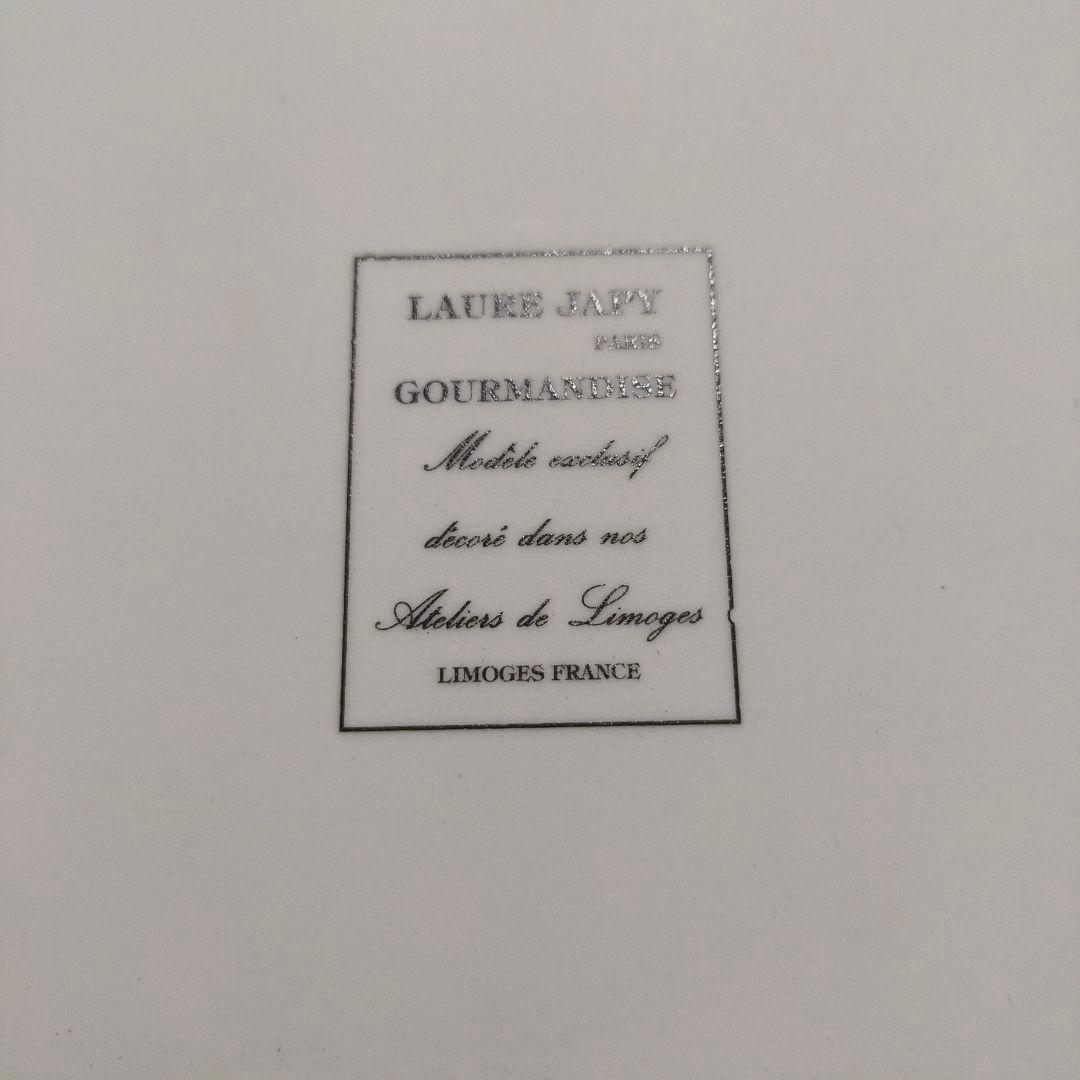 LAURE JAPY
PARIS
GOURMANDISE
Modèle exclusif
décoré dans nos
Ateliers de Limoges
LIMOGES FRANCE